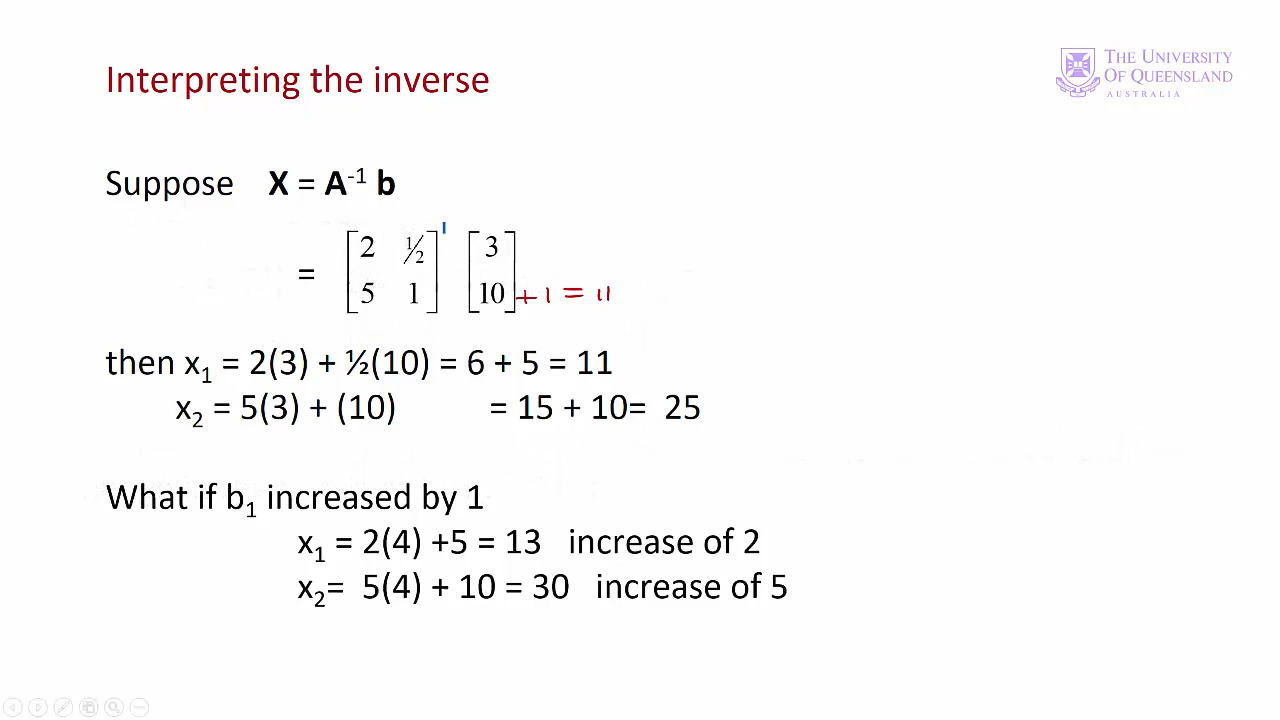 Interpreting the inverse
THE UNIVERSITY
OF QUEENSLAND
AUSTRALIA
Suppose X = A⁻¹ b
= [2 ½; 5 1] [3; 10] + 1 = 11
then x₁ = 2(3) + ½(10) = 6 + 5 = 11
x₂ = 5(3) + (10) = 15 + 10= 25
What if b₁ increased by 1
x₁ = 2(4) +5 = 13 increase of 2
x₂= 5(4) + 10 = 30 increase of 5